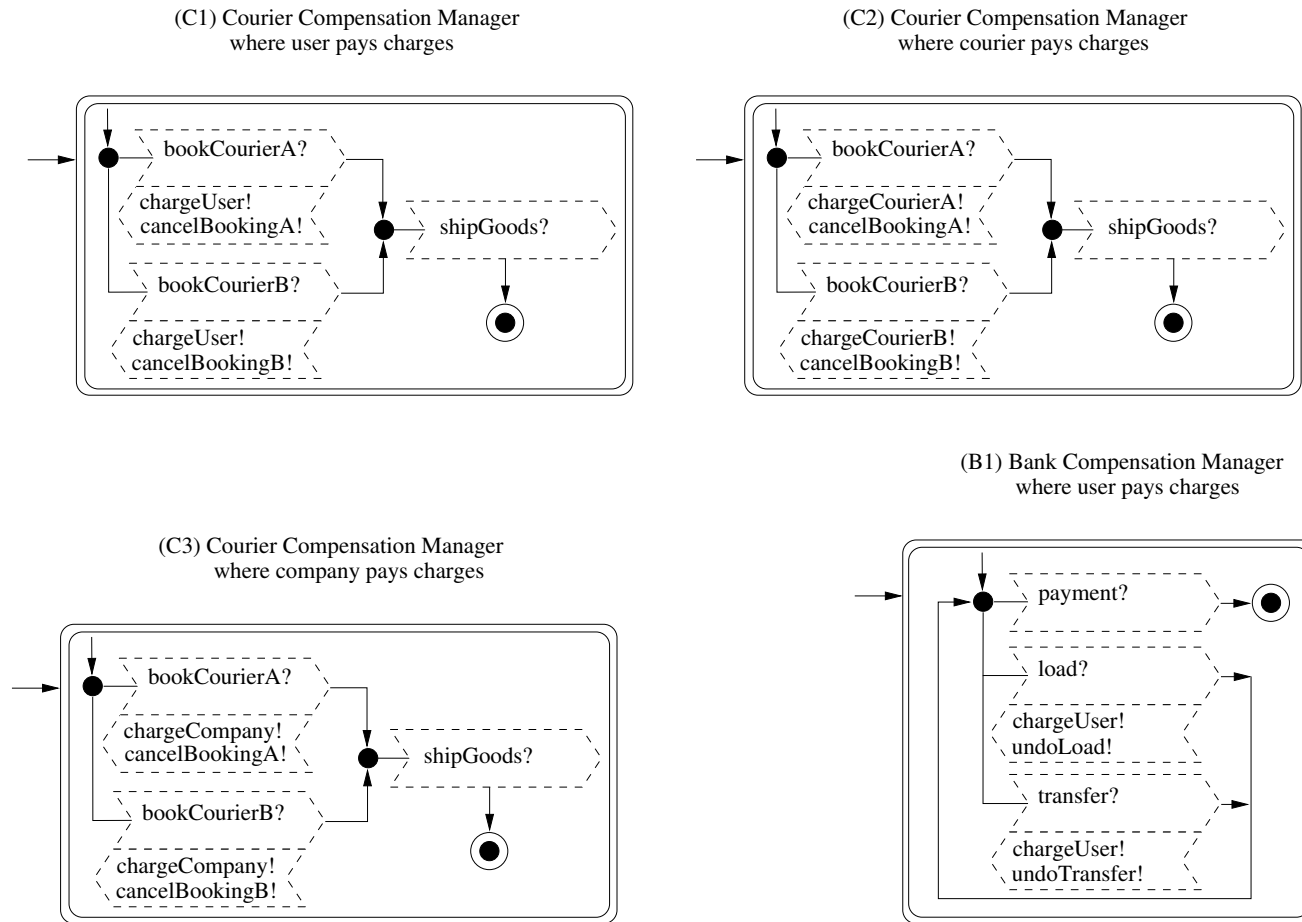 (C1) Courier Compensation Manager
where user pays charges
bookCourierA?
chargeUser!
cancelBookingA!
shipGoods?
bookCourierB?
chargeUser!
cancelBookingB!
(C2) Courier Compensation Manager
where courier pays charges
bookCourierA?
chargeCourierA!
cancelBookingA!
shipGoods?
bookCourierB?
chargeCourierB!
cancelBookingB!
(C3) Courier Compensation Manager
where company pays charges
bookCourierA?
chargeCompany!
cancelBookingA!
shipGoods?
bookCourierB?
chargeCompany!
cancelBookingB!
(B1) Bank Compensation Manager
where user pays charges
payment?
load?
chargeUser!
undoLoad!
transfer?
chargeUser!
undoTransfer!